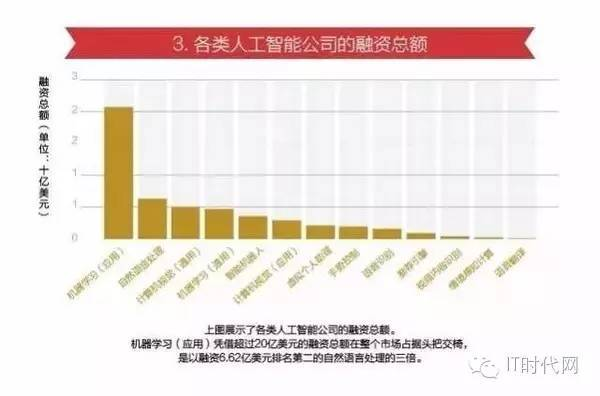 3. 各类人工智能公司的融资总额
融资总额（单位：十亿美元）
3
2
2
1
1
0
机器学习（应用）
自然语言处理
计算机视觉（通用）
机器学习（通用）
智能机器人
计算机视觉（应用）
虚拟个人助理
手势控制
语音识别
推荐引擎
视频内容识别
情境感知计算
语音翻译
上图展示了各类人工智能公司的融资总额。
机器学习（应用）凭借超过20亿美元的融资总额在整个市场占据头把交椅，
是以融资6.62亿美元排名第二的自然语言处理的三倍。
IT时代网